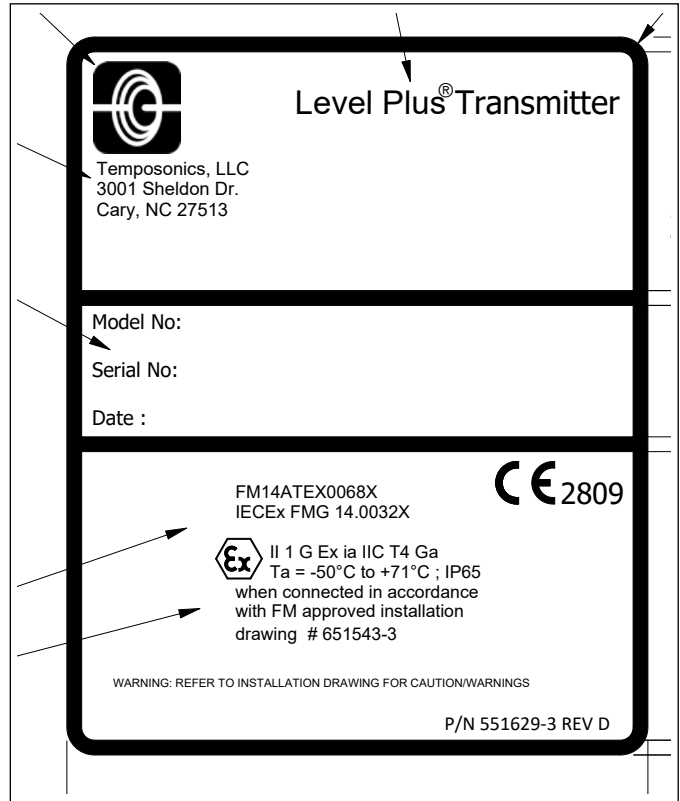 Level Plus® Transmitter
Temposonics, LLC
3001 Sheldon Dr.
Cary, NC 27513
Model No:
Serial No:
Date :
CE 2809
FM14ATEX0068X
IECEx FMG 14.0032X
Ex II 1 G Ex ia IIC T4 Ga
Ta = -50°C to +71°C ; IP65
when connected in accordance
with FM approved installation
drawing # 651543-3
WARNING: REFER TO INSTALLATION DRAWING FOR CAUTION/WARNINGS
P/N 551629-3 REV D